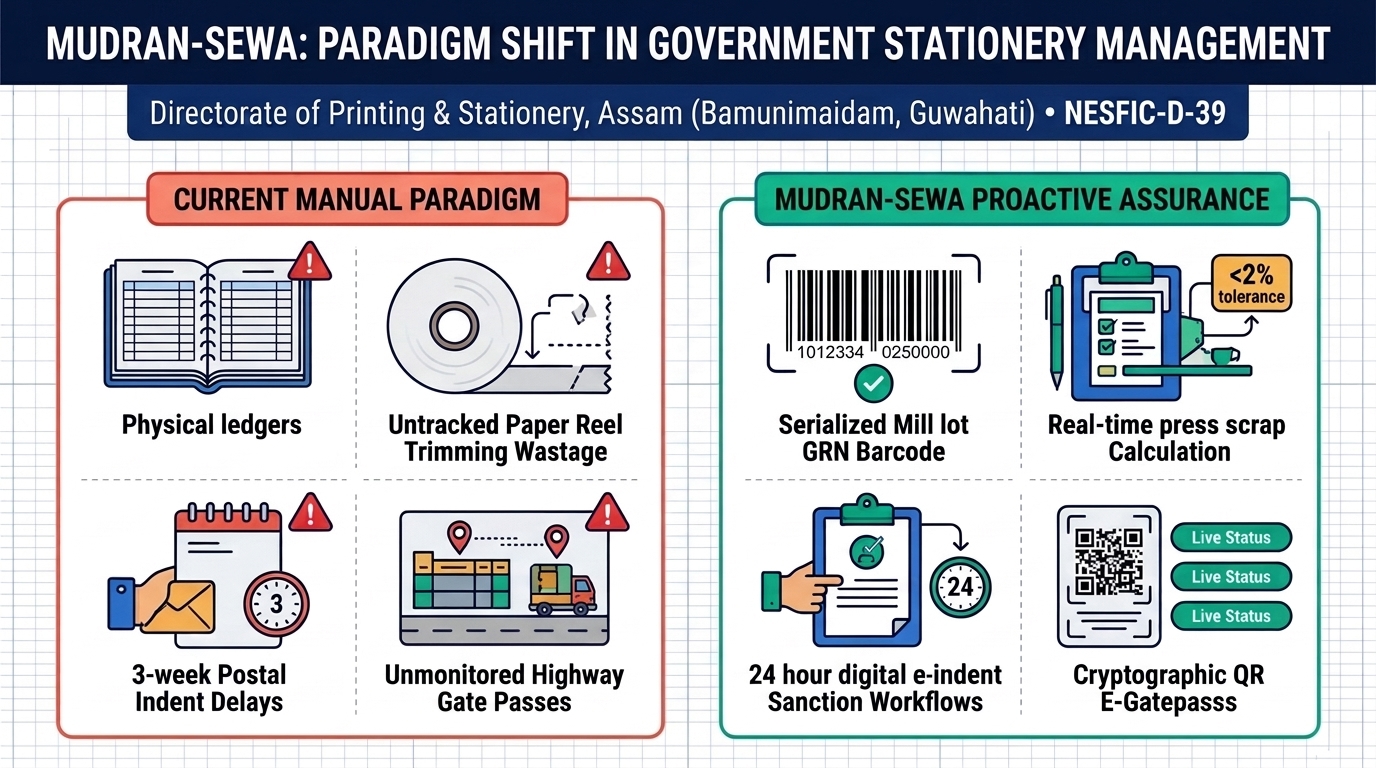 MUDRAN-SEWA: PARADIGM SHIFT IN GOVERNMENT STATIONERY MANAGEMENT
Directorate of Printing & Stationery, Assam (Bamunimaidam, Guwahati) • NESFIC-D-39
CURRENT MANUAL PARADIGM
Physical ledgers
Untracked Paper Reel
Trimming Wastage
3
3-week Postal
Indent Delays
Unmonitored Highway
Gate Passes
MUDRAN-SEWA PROACTIVE ASSURANCE
1012334 0250000
Serialized Mill lot
GRN Barcode
<2%
tolerance
Real-time press scrap
Calculation
24
24 hour digital e-indent
Sanction Workflows
Live Status
Live Status
Live Status
Cryptographic QR
E-Gatepasss